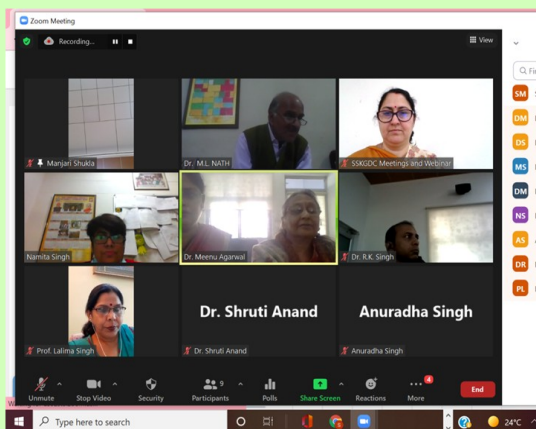 Zoom Meeting
Recording...
View
Manjari Shukla
Dr. M.L. NATH
SSKGDC Meetings and Webinar
Namita Singh
Dr. Meenu Agarwal
Dr. R.K. Singh
Dr. Shruti Anand
Anuradha Singh
Prof. Lalima Singh
Dr. Shruti Anand
Anuradha Singh
Unmute
Stop Video
Security
Participants
9
Polls
Share Screen
Reactions
More
4
End
SM
DM
DS
MS
DM
NS
AS
DR
PL
Type here to search
24°C